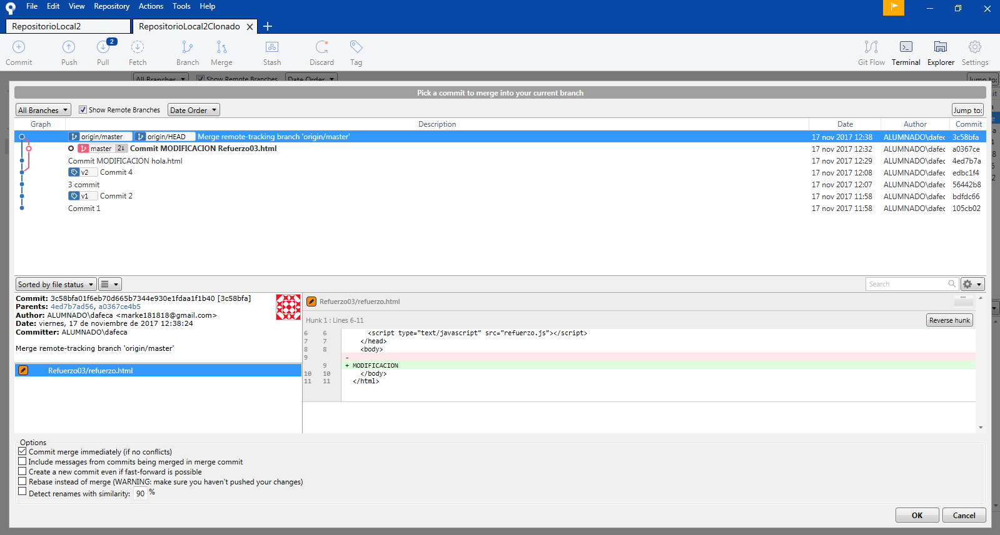 File Edit View Repository Actions Tools Help
RepositorioLocal2 RepositorioLocal2Clonado
2
Commit Push Pull Fetch Branch Merge Stash Discard Tag Git Flow Terminal Explorer Settings
All Branches Show Remote Branches Date Order Jump to:
Pick a commit to merge into your current branch
All Branches Show Remote Branches Date Order Jump to:
Graph Description Date Author Commit
origin/master origin/HEAD Merge remote-tracking branch 'origin/master' 17 nov 2017 12:38 ALUMNADO\dafec 3c58bfa
master 2↓ Commit MODIFICACION Refuerzo03.html 17 nov 2017 12:32 ALUMNADO\dafec a0367ce
Commit MODIFICACION hola.html 17 nov 2017 12:29 ALUMNADO\dafec 4ed7b7a
v2 Commit 4 17 nov 2017 12:08 ALUMNADO\dafec edbc1f4
3 commit 17 nov 2017 12:07 ALUMNADO\dafec 56442b8
v1 Commit 2 17 nov 2017 11:58 ALUMNADO\dafec bdfdc66
Commit 1 17 nov 2017 11:58 ALUMNADO\dafec 105cb02
Sorted by file status Search
Commit: 3c58bfa01f6eb70d665b7344e930e1fdaa1f1b40 [3c58bfa]
Parents: 4ed7b7ad56, a0367ce4b5
Author: ALUMNADO\dafeca <marke181818@gmail.com>
Date: viernes, 17 de noviembre de 2017 12:38:24
Committer: ALUMNADO\dafeca
Merge remote-tracking branch 'origin/master'
Refuerzo03/refuerzo.html
Refuerzo03/refuerzo.html
Hunk 1 : Lines 6-11 Reverse hunk
6 6 <script type="text/javascript" src="refuerzo.js"></script>
7 7 </head>
8 8 <body>
9 -
9 + MODIFICACION
10 10 </body>
11 11 </html>
Options
Commit merge immediately (if no conflicts)
Include messages from commits being merged in merge commit
Create a new commit even if fast-forward is possible
Rebase instead of merge (WARNING: make sure you haven't pushed your changes)
Detect renames with similarity: 90 %
OK Cancel